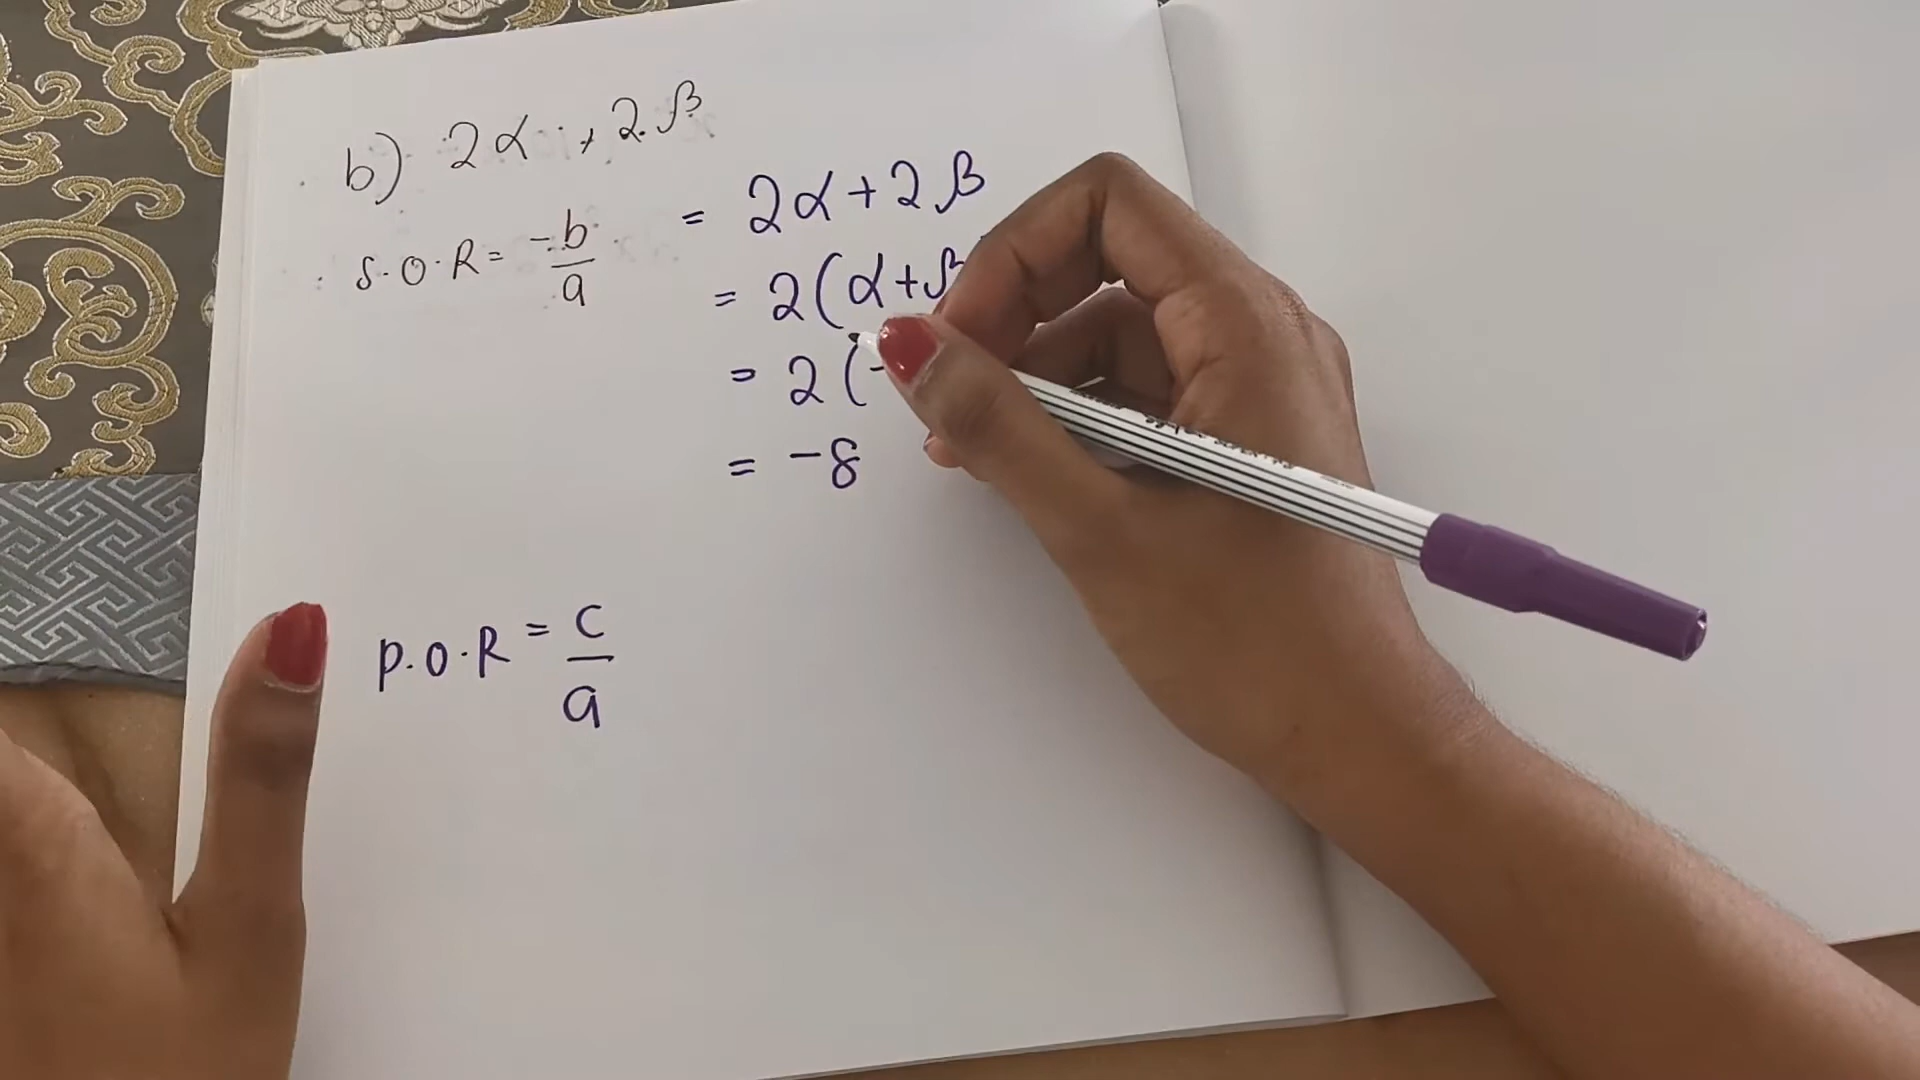 b) 2α + 2β
S.O.R = -b/a
= 2α + 2β
= 2(α+β
= 2(-
= -8
P.O.R = c/a